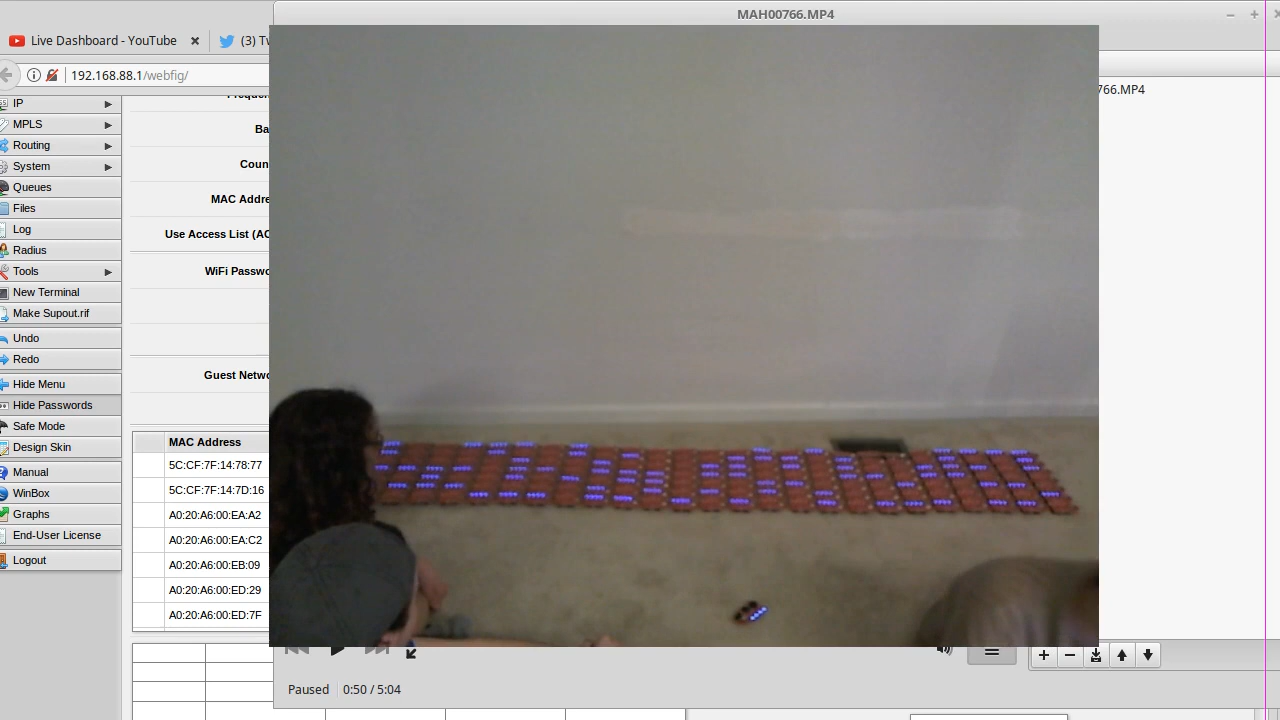 MAH00766.MP4
Live Dashboard - YouTube
(3) Tw
192.168.88.1/webfig/
766.MP4
IP
MPLS
Routing
System
Queues
Files
Log
Radius
Tools
New Terminal
Make Supout.rif
Undo
Redo
Hide Menu
Hide Passwords
Safe Mode
Design Skin
Manual
WinBox
Graphs
End-User License
Logout
Ba
Coun
MAC Addre
Use Access List (AC
WiFi Passwo
Guest Netwo
MAC Address
5C:CF:7F:14:78:77
5C:CF:7F:14:7D:16
A0:20:A6:00:EA:A2
A0:20:A6:00:EA:C2
A0:20:A6:00:EB:09
A0:20:A6:00:ED:29
A0:20:A6:00:ED:7F
Paused 0:50 / 5:04